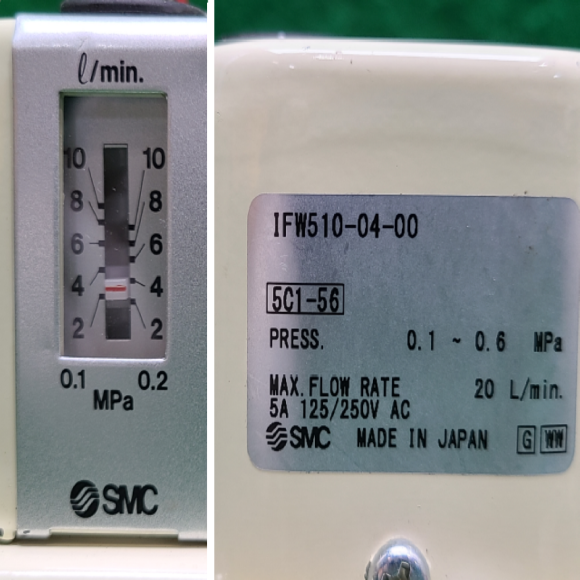 ℓ/min.
10 10
8 8
6 6
4 4
2 2
0.1 0.2
MPa
SMC
IFW510-04-00
5C1-56
PRESS. 0.1 ~ 0.6 MPa
MAX.FLOW RATE 20 L/min.
5A 125/250V AC
SMC MADE IN JAPAN G WW